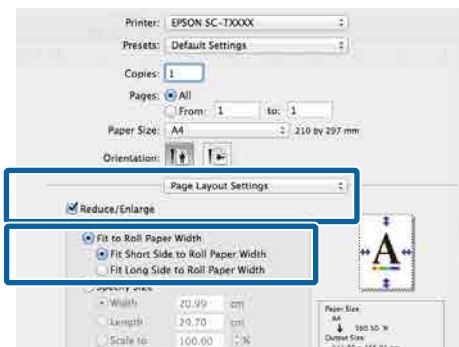 Printer: EPSON SC-TXXXX
Presets: Default Settings
Copies: 1
Pages: All
From: 1 to: 1
Paper Size: A4 210 by 297 mm
Orientation:
Page Layout Settings
Reduce/Enlarge
Fit to Roll Paper Width
Fit Short Side to Roll Paper Width
Fit Long Side to Roll Paper Width
Specify Size
Width 20.99 cm
Length 29.70 cm
Scale to 100.00 %
A
Paper Size:
A4
Output Size: